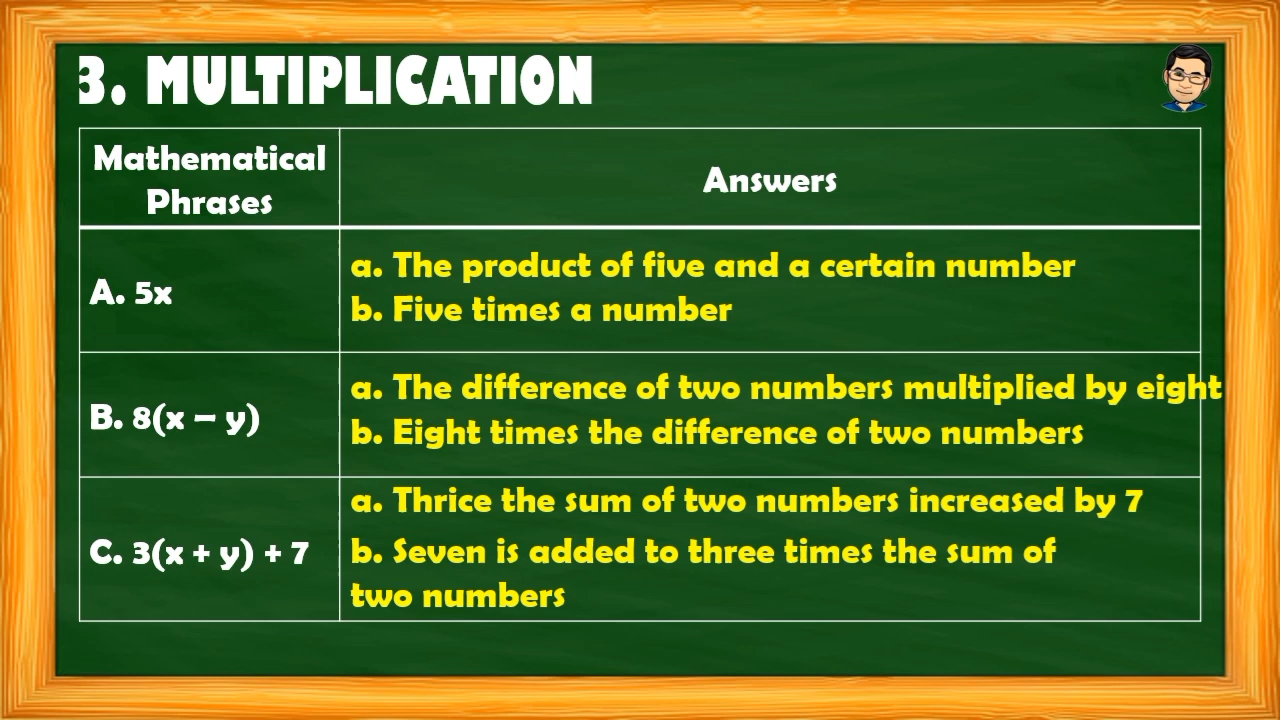 3. MULTIPLICATION
Mathematical
Phrases
Answers
A. 5x
a. The product of five and a certain number
b. Five times a number
B. 8(x – y)
a. The difference of two numbers multiplied by eight
b. Eight times the difference of two numbers
C. 3(x + y) + 7
a. Thrice the sum of two numbers increased by 7
b. Seven is added to three times the sum of
two numbers